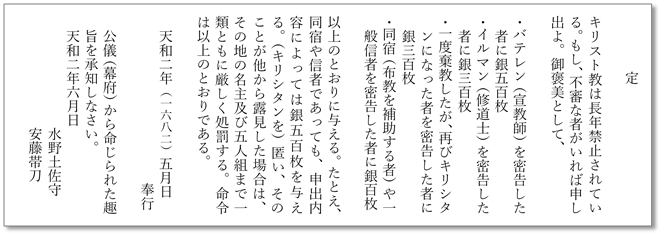 定
キリスト教は長年禁止されてい
る。もし、不審な者がいれば申し
出よ。御褒美として、
・バテレン（宣教師）を密告した
者に銀五百枚
・イルマン（修道士）を密告した
者に銀三百枚
・一度棄教したが、再びキリシタ
ンになった者を密告した者に
銀三百枚
・同宿（布教を補助する者）や一
般信者を密告した者に銀百枚
以上のとおりに与える。たとえ、
同宿や信者であっても、申出内
容によっては銀五百枚を与え
る。（キリシタンを）匿い、その
ことが他から露見した場合は、
その地の名主及び五人組まで一
類ともに厳しく処罰する。命令
は以上のとおりである。
天和二年（一六八二）五月日
奉行
公儀（幕府）から命じられた趣
旨を承知しなさい。
天和二年六月日
水野土佐守
安藤帯刀